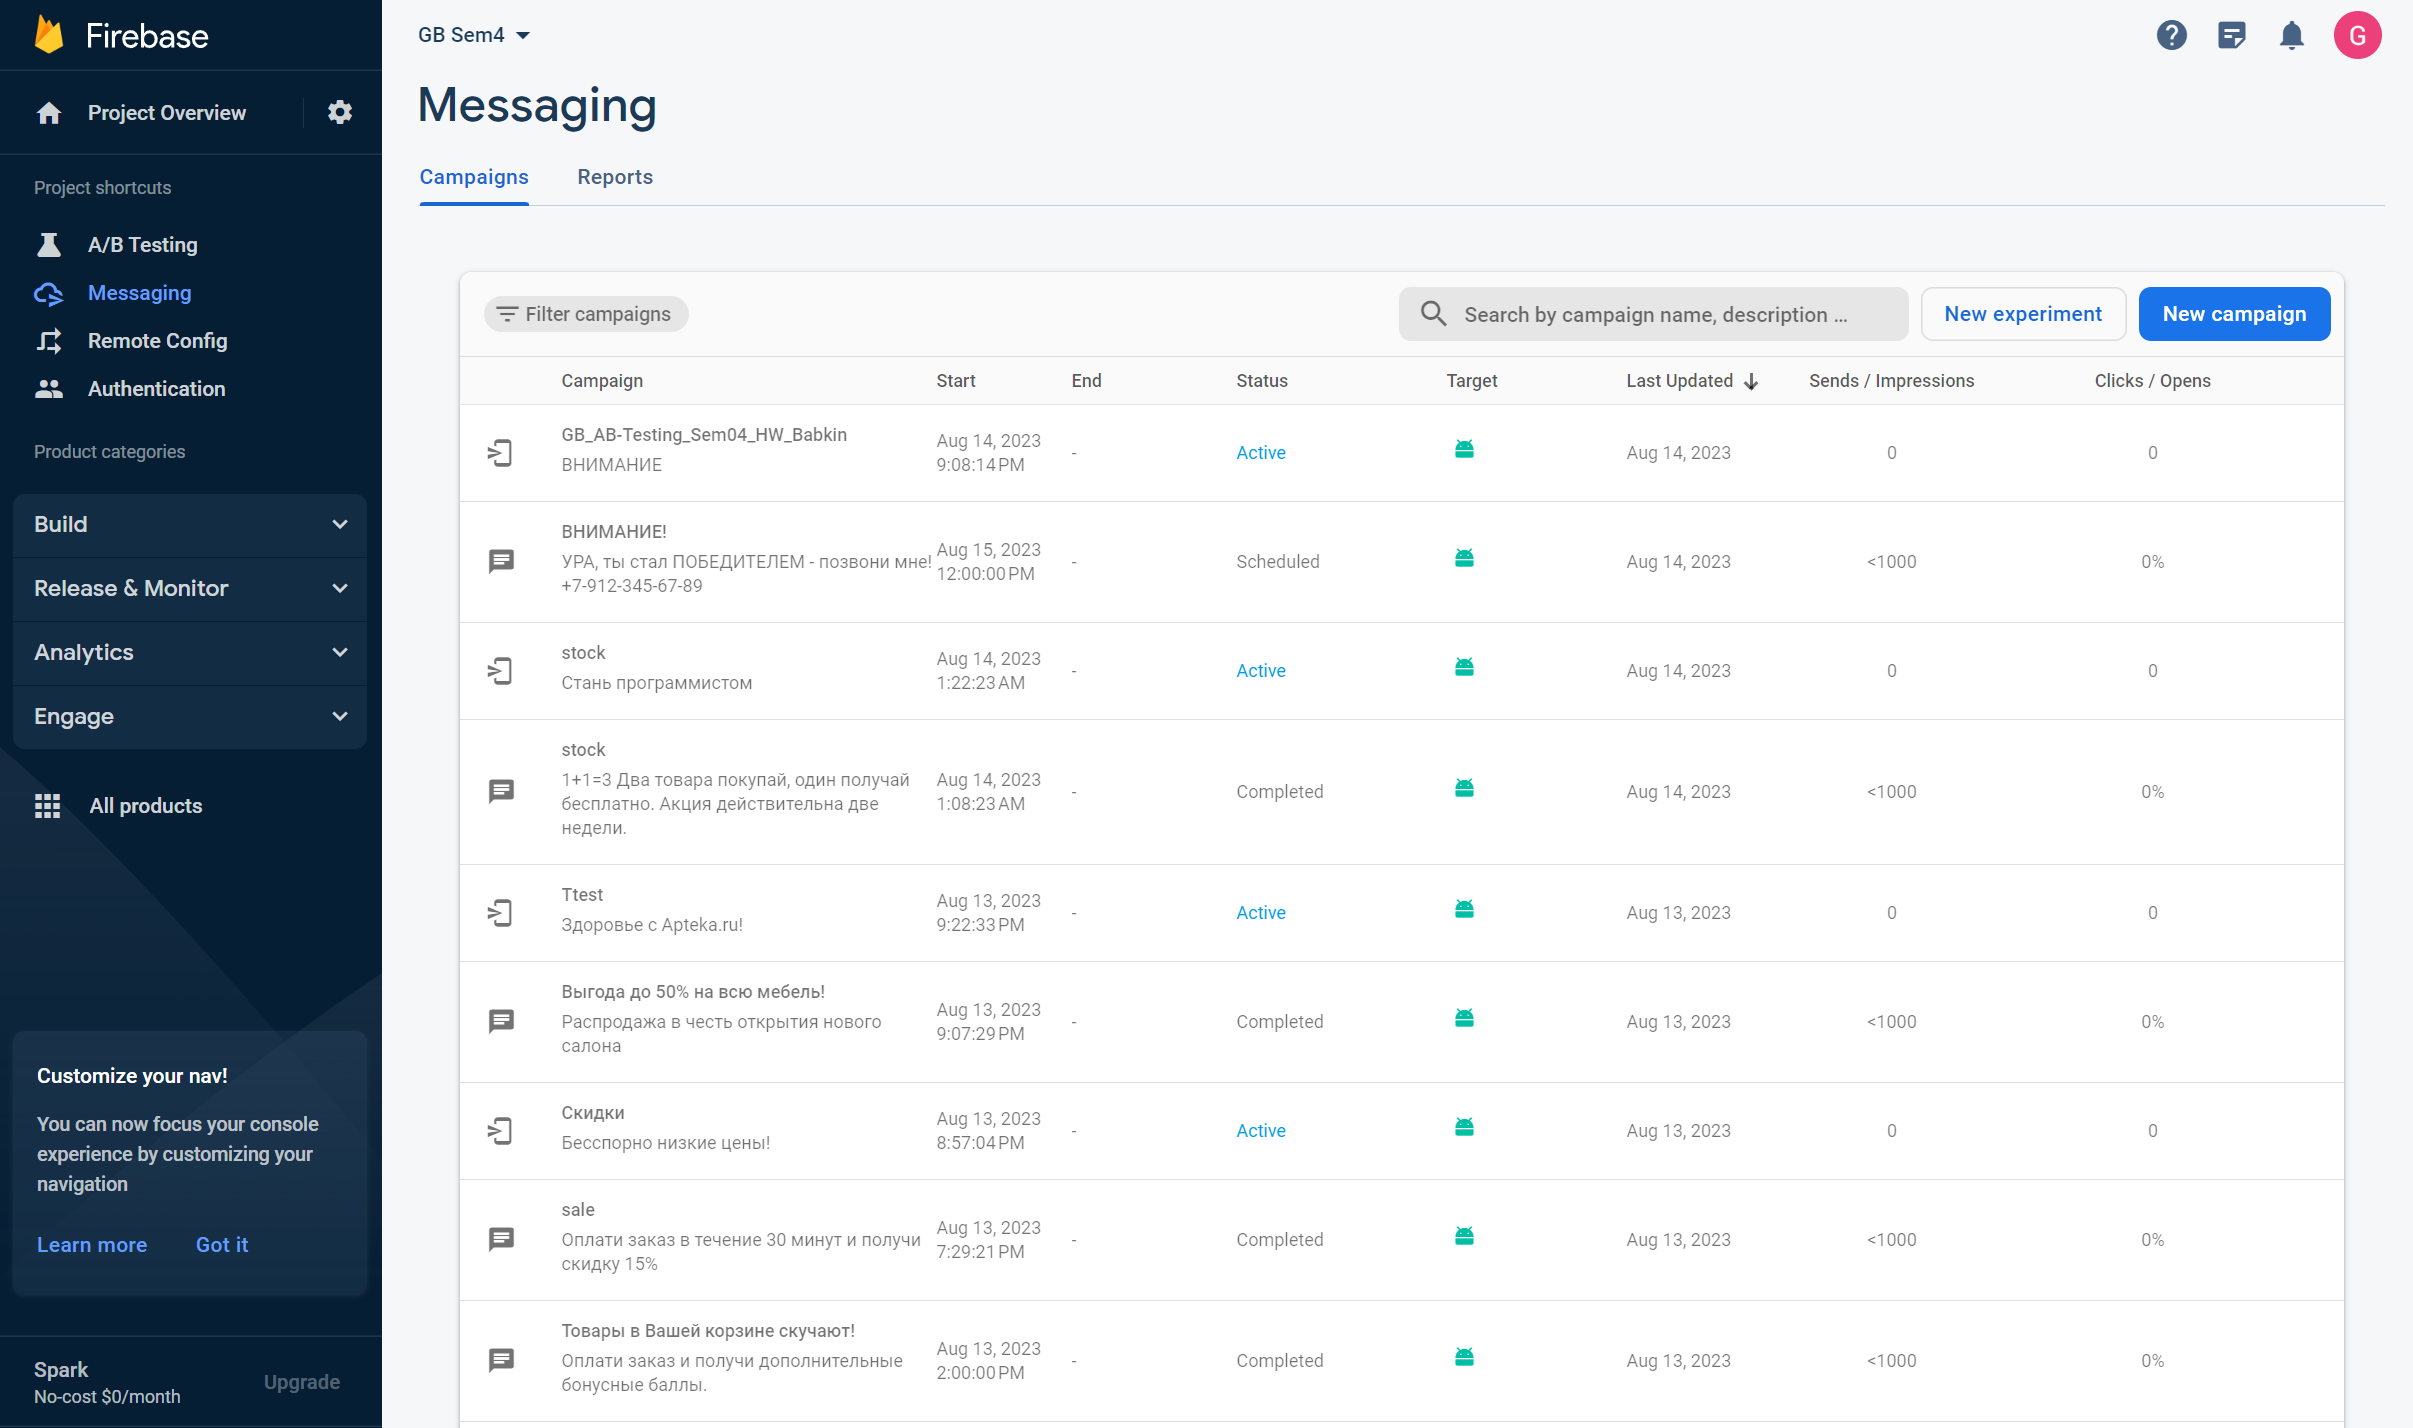 Firebase
Project Overview
Project shortcuts
A/B Testing
Messaging
Remote Config
Authentication
Product categories
Build
Release & Monitor
Analytics
Engage
All products
Customize your nav!
You can now focus your console
experience by customizing your
navigation
Learn more Got it
Spark
No-cost $0/month
Upgrade
GB Sem4
G
Messaging
Campaigns Reports
Filter campaigns
Search by campaign name, description ...
New experiment
New campaign
Campaign Start End Status Target Last Updated Sends / Impressions Clicks / Opens
GB_AB-Testing_Sem04_HW_Babkin
ВНИМАНИЕ
Aug 14, 2023
9:08:14 PM
- Active Aug 14, 2023 0 0
ВНИМАНИЕ!
УРА, ты стал ПОБЕДИТЕЛЕМ - позвони мне!
+7-912-345-67-89
Aug 15, 2023
12:00:00 PM
- Scheduled Aug 14, 2023 <1000 0%
stock
Стань программистом
Aug 14, 2023
1:22:23 AM
- Active Aug 14, 2023 0 0
stock
1+1=3 Два товара покупай, один получай
бесплатно. Акция действительна две
недели.
Aug 14, 2023
1:08:23 AM
- Completed Aug 14, 2023 <1000 0%
Ttest
Здоровье с Apteka.ru!
Aug 13, 2023
9:22:33 PM
- Active Aug 13, 2023 0 0
Выгода до 50% на всю мебель!
Распродажа в честь открытия нового
салона
Aug 13, 2023
9:07:29 PM
- Completed Aug 13, 2023 <1000 0%
Скидки
Бесспорно низкие цены!
Aug 13, 2023
8:57:04 PM
- Active Aug 13, 2023 0 0
sale
Оплати заказ в течение 30 минут и получи
скидку 15%
Aug 13, 2023
7:29:21 PM
- Completed Aug 13, 2023 <1000 0%
Товары в Вашей корзине скучают!
Оплати заказ и получи дополнительные
бонусные баллы.
Aug 13, 2023
2:00:00 PM
- Completed Aug 13, 2023 <1000 0%